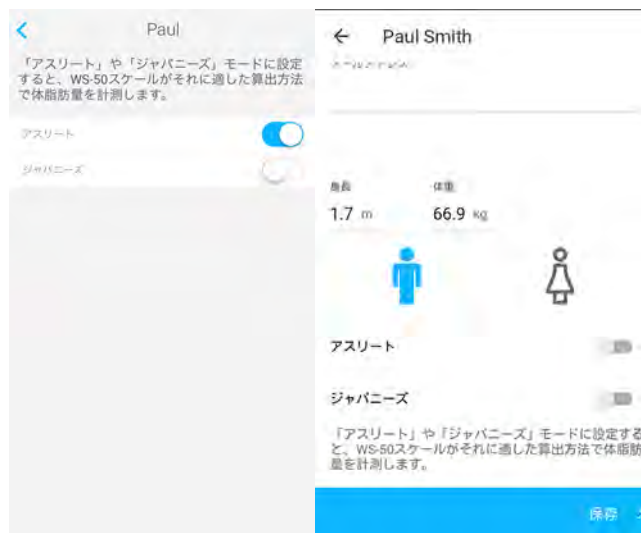 Paul
「アスリート」や「ジャパニーズ」モードに設定
すると、WS-50スケールがそれに適した算出方法
で体脂肪量を計測します。
アスリート
ジャパニーズ
Paul Smith
身長
体重
1.7 m
66.9 kg
アスリート
ジャパニーズ
「アスリート」や「ジャパニーズ」モードに設定する
と、WS-50スケールがそれに適した算出方法で体脂肪
量を計測します。
保存